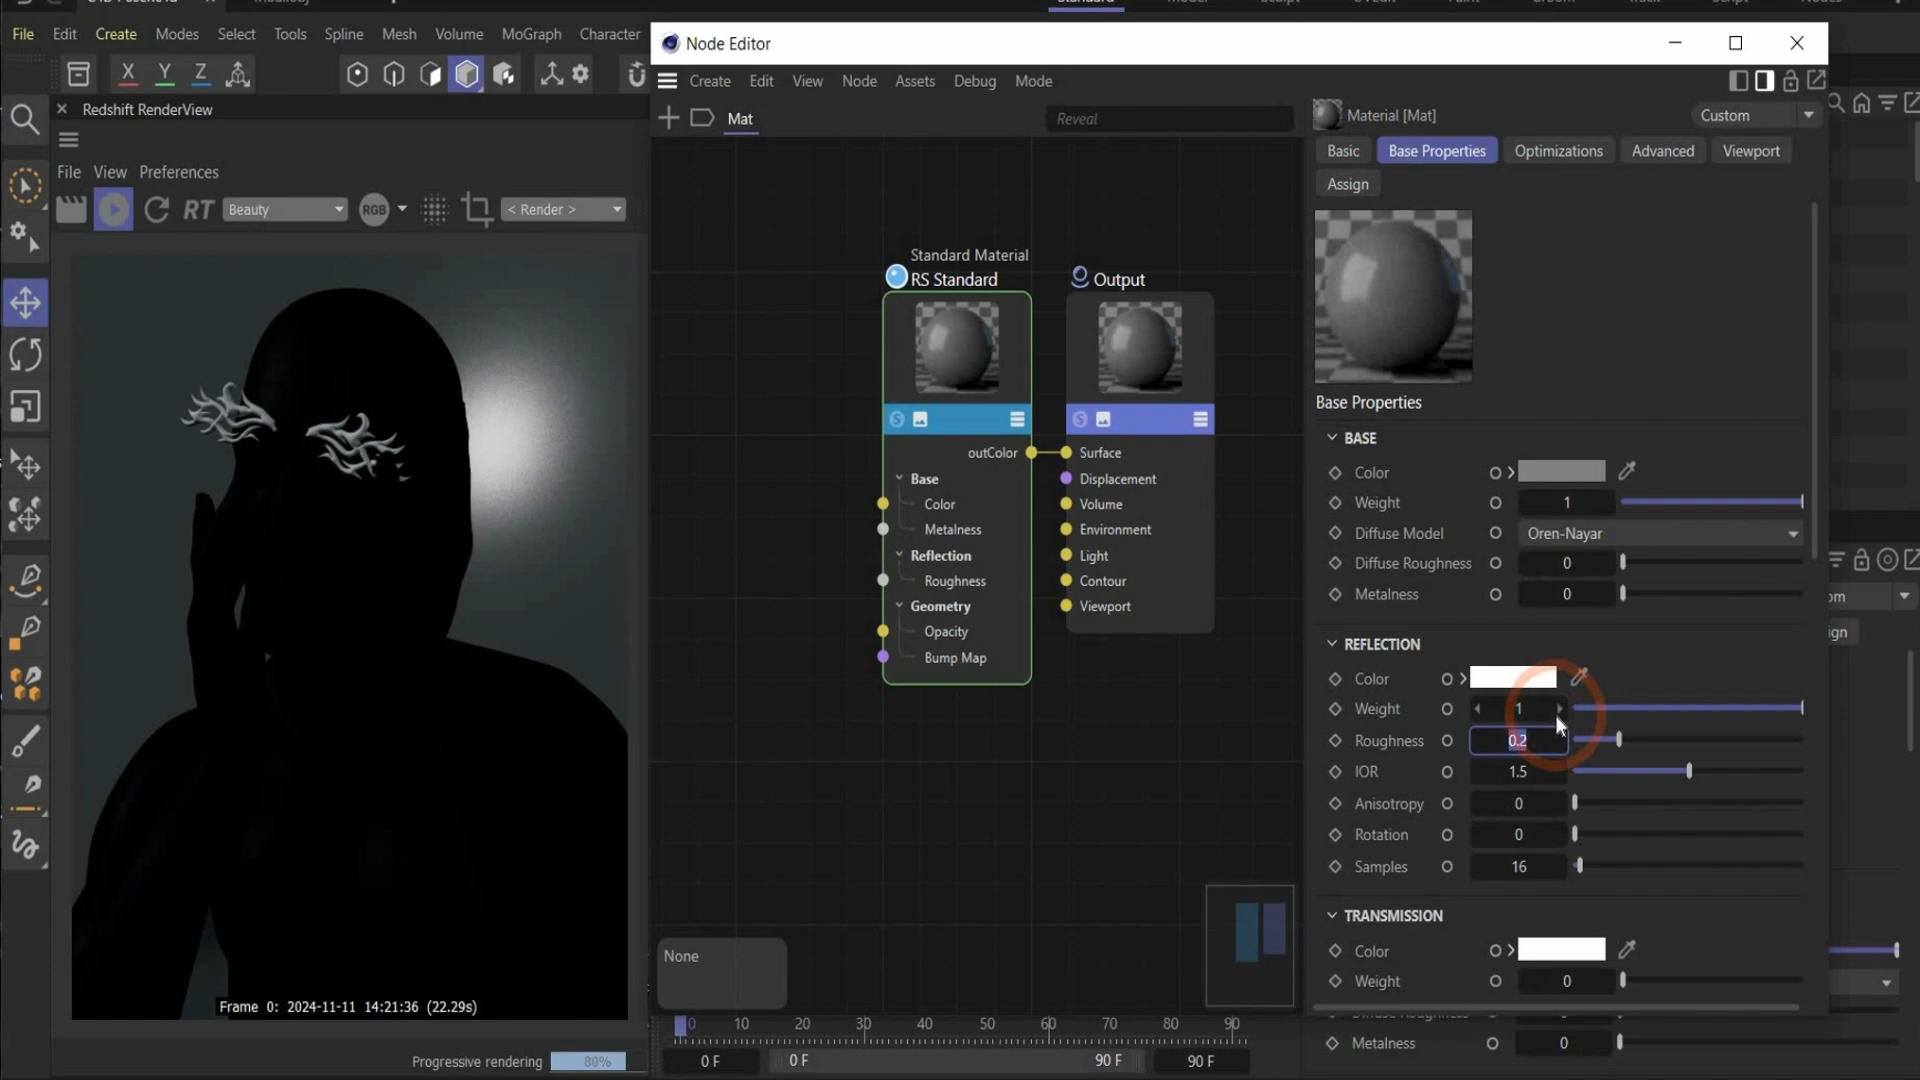 File Edit Create Modes Select Tools Spline Mesh Volume MoGraph Character
Node Editor
Create Edit View Node Assets Debug Mode
X Y Z
Redshift RenderView
File View Preferences
RT Beauty RGB < Render >
Frame 0: 2024-11-11 14:21:36 (22.29s)
Progressive rendering 80%
Mat
Reveal
Standard Material
RS Standard
outColor
Base
Color
Metalness
Reflection
Roughness
Geometry
Opacity
Bump Map
Output
Surface
Displacement
Volume
Environment
Light
Contour
Viewport
None
0 10 20 30 40 50 60 70 80 90
0 F 0 F 90 F 90 F
Material [Mat]
Custom
Basic Base Properties Optimizations Advanced Viewport
Assign
Base Properties
BASE
Color
Weight 1
Diffuse Model Oren-Nayar
Diffuse Roughness 0
Metalness 0
REFLECTION
Color
Weight 1
Roughness 0.2
IOR 1.5
Anisotropy 0
Rotation 0
Samples 16
TRANSMISSION
Color
Weight 0
Metalness 0